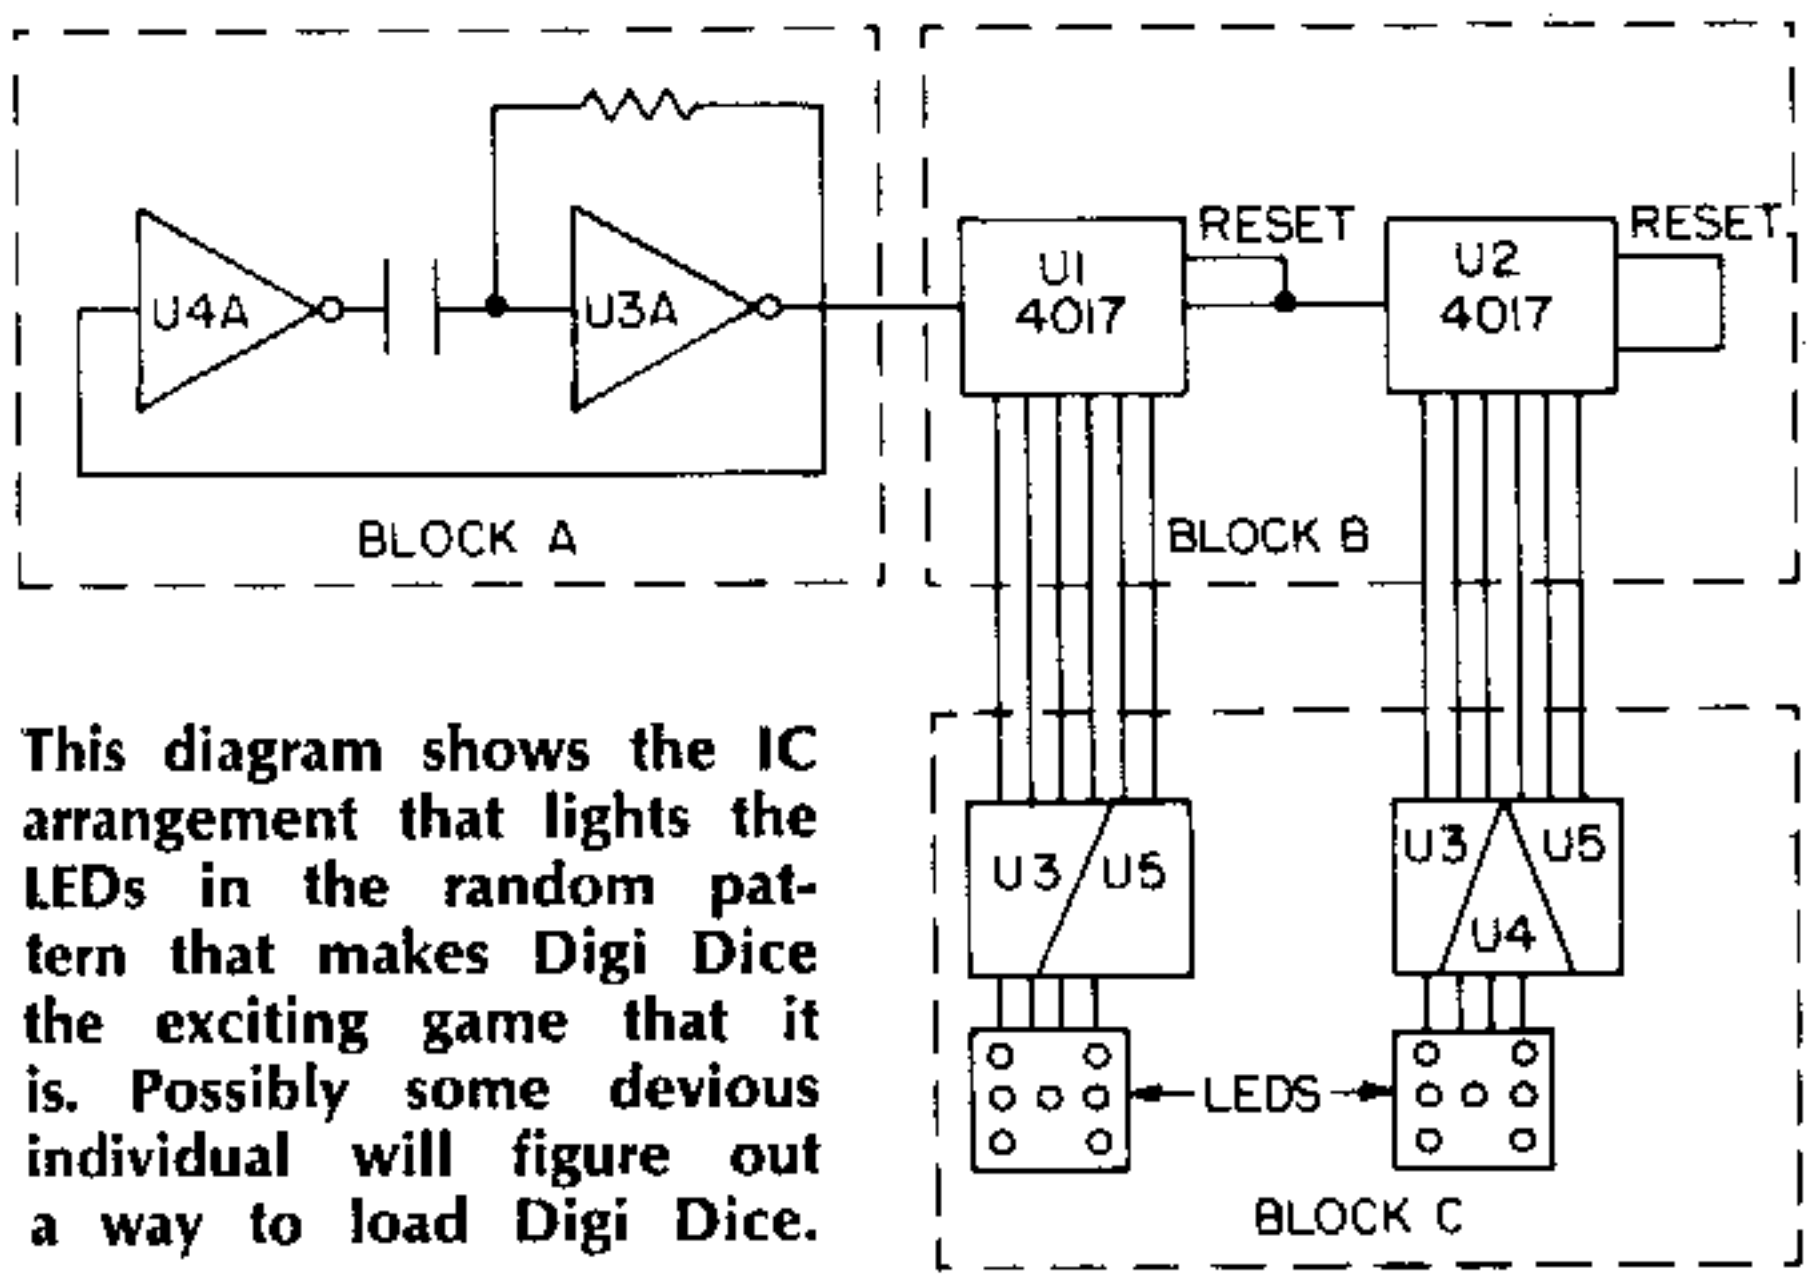 RESET
RESET
U1
4017
U2
4017
U4A
U3A
BLOCK A
BLOCK B
This diagram shows the IC
arrangement that lights the
LEDs in the random pat-
tern that makes Digi Dice
the exciting game that it
is. Possibly some devious
individual will figure out
a way to load Digi Dice.
U3
U5
U3
U5
U4
LEDS
BLOCK C